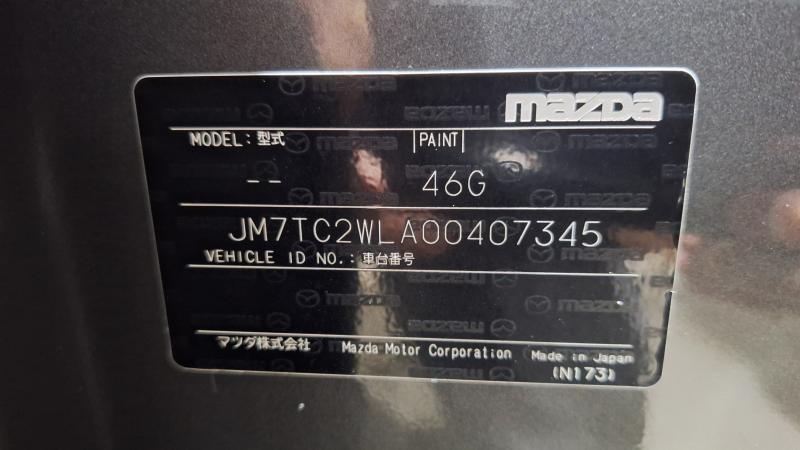 mazda
MODEL：型式 |PAINT|
-- 46G
JM7TC2WLA00407345
VEHICLE ID NO.：車台番号
マツダ株式会社 Mazda Motor Corporation Made in Japan
(N173)